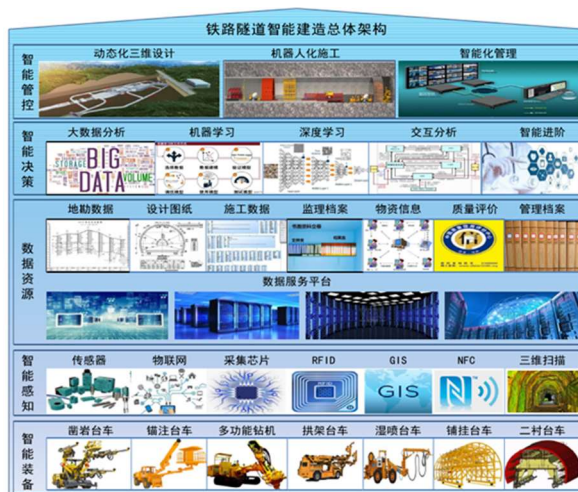 铁路隧道智能建造总体架构
智能管控
动态化三维设计 机器人化施工 智能化管理
智能决策
大数据分析 机器学习 深度学习 交互分析 智能进阶
STORAGE BIG DATA VOLUME
数据资源
地勘数据 设计图纸 施工数据 监理档案 物资信息 质量评价 管理档案
数据服务平台
智能感知
传感器 物联网 采集芯片 RFID GIS NFC 三维扫描
GIS
智能装备
凿岩台车 锚注台车 多功能钻机 拱架台车 湿喷台车 铺挂台车 二衬台车